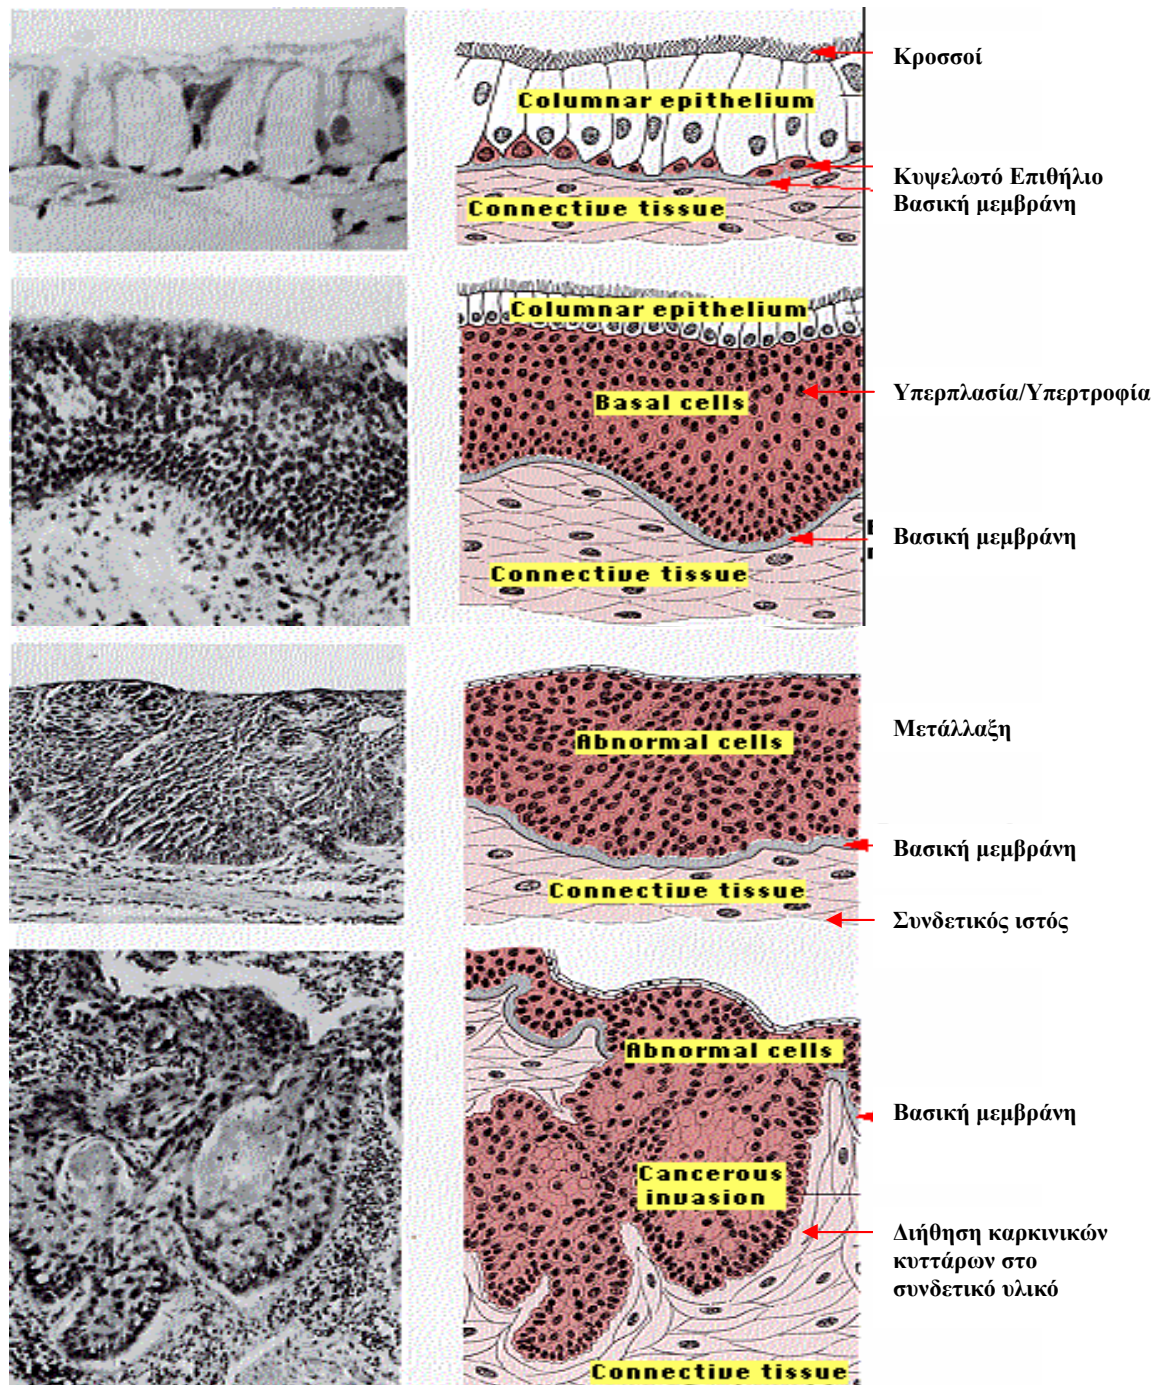 Κροσσοί
Columnar epithelium
Κυψελωτό Επιθήλιο
Βασική μεμβράνη
Connective tissue
Columnar epithelium
Υπερπλασία/Υπερτροφία
Basal cells
Βασική μεμβράνη
Connective tissue
Μετάλλαξη
Abnormal cells
Βασική μεμβράνη
Connective tissue
Συνδετικός ιστός
Abnormal cells
Βασική μεμβράνη
Cancerous
invasion
Διήθηση καρκινικών
κυττάρων στο
συνδετικό υλικό
Connective tissue